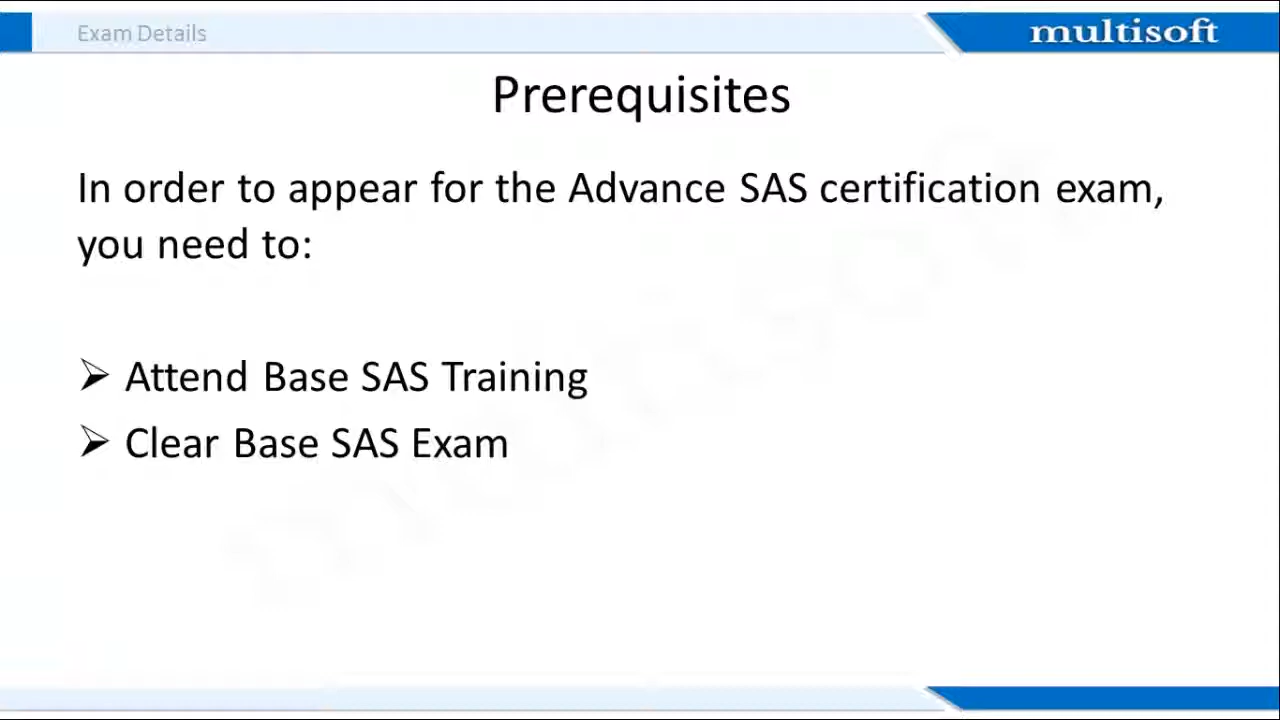 Exam Details
multisoft
Prerequisites
In order to appear for the Advance SAS certification exam,
you need to:
➢ Attend Base SAS Training
➢ Clear Base SAS Exam